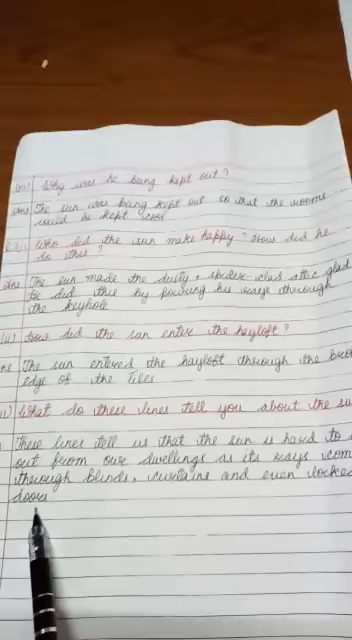 (iii) Why was he being kept out?
Ans The sun was being kept out so that the rooms
could be kept cool
Who did the sun make happy? How did he
do this?
Ans The sun made the dusty, spider-clad attic glad
He did this by pouring his rays through
the keyhole
How did the sun enter the hayloft?
The sun entered the hayloft through the
edge of the tiles
What do these lines tell you about the
These lines tell us that the sun is hard to
out from our dwellings as its rays
through blinds, curtains and even locked
doors